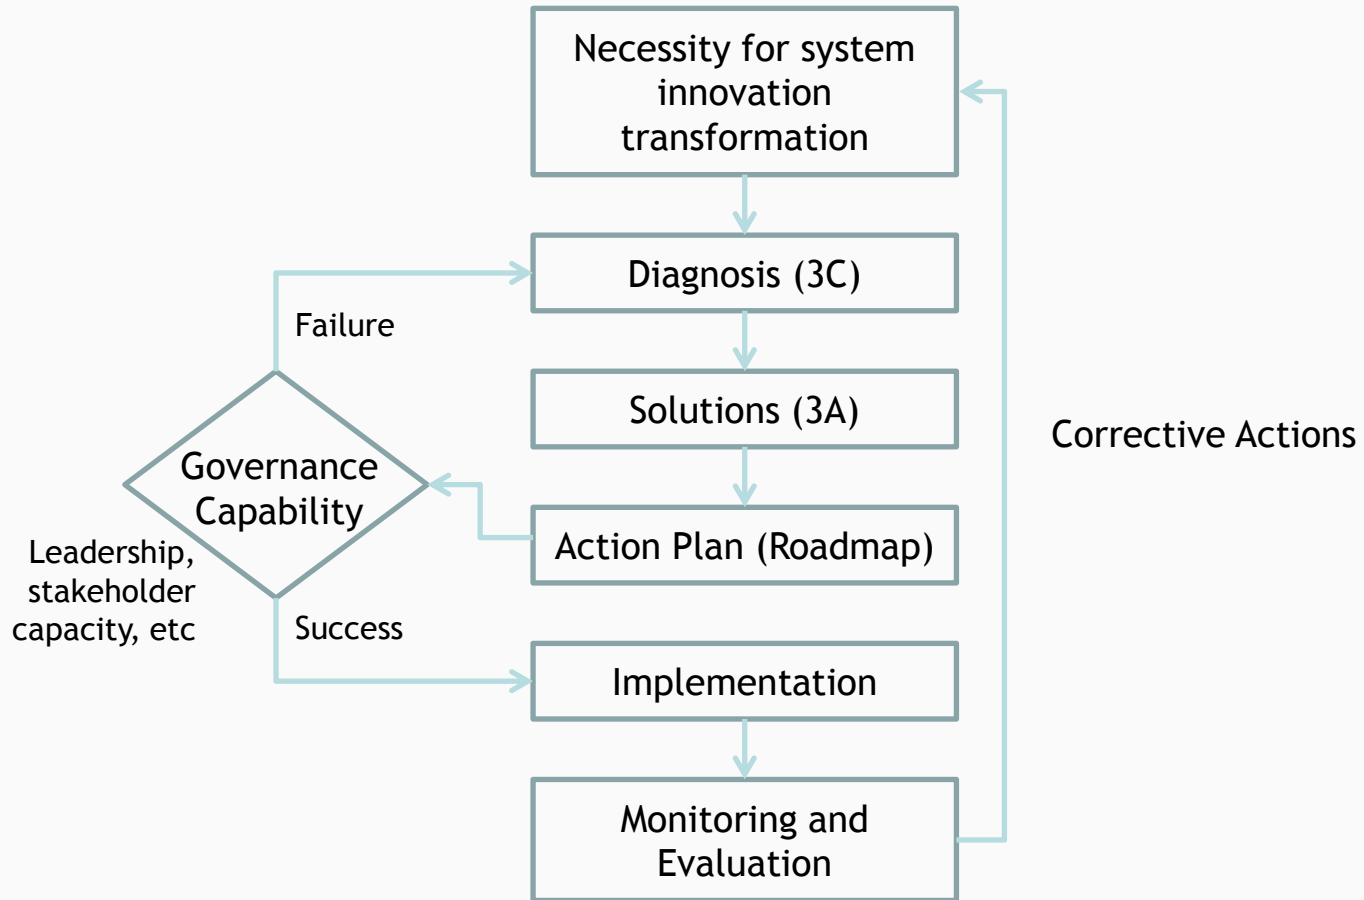 Necessity for system
innovation
transformation
Diagnosis (3C)
Failure
Solutions (3A)
Corrective Actions
Governance
Capability
Action Plan (Roadmap)
Leadership,
stakeholder
capacity, etc
Success
Implementation
Monitoring and
Evaluation